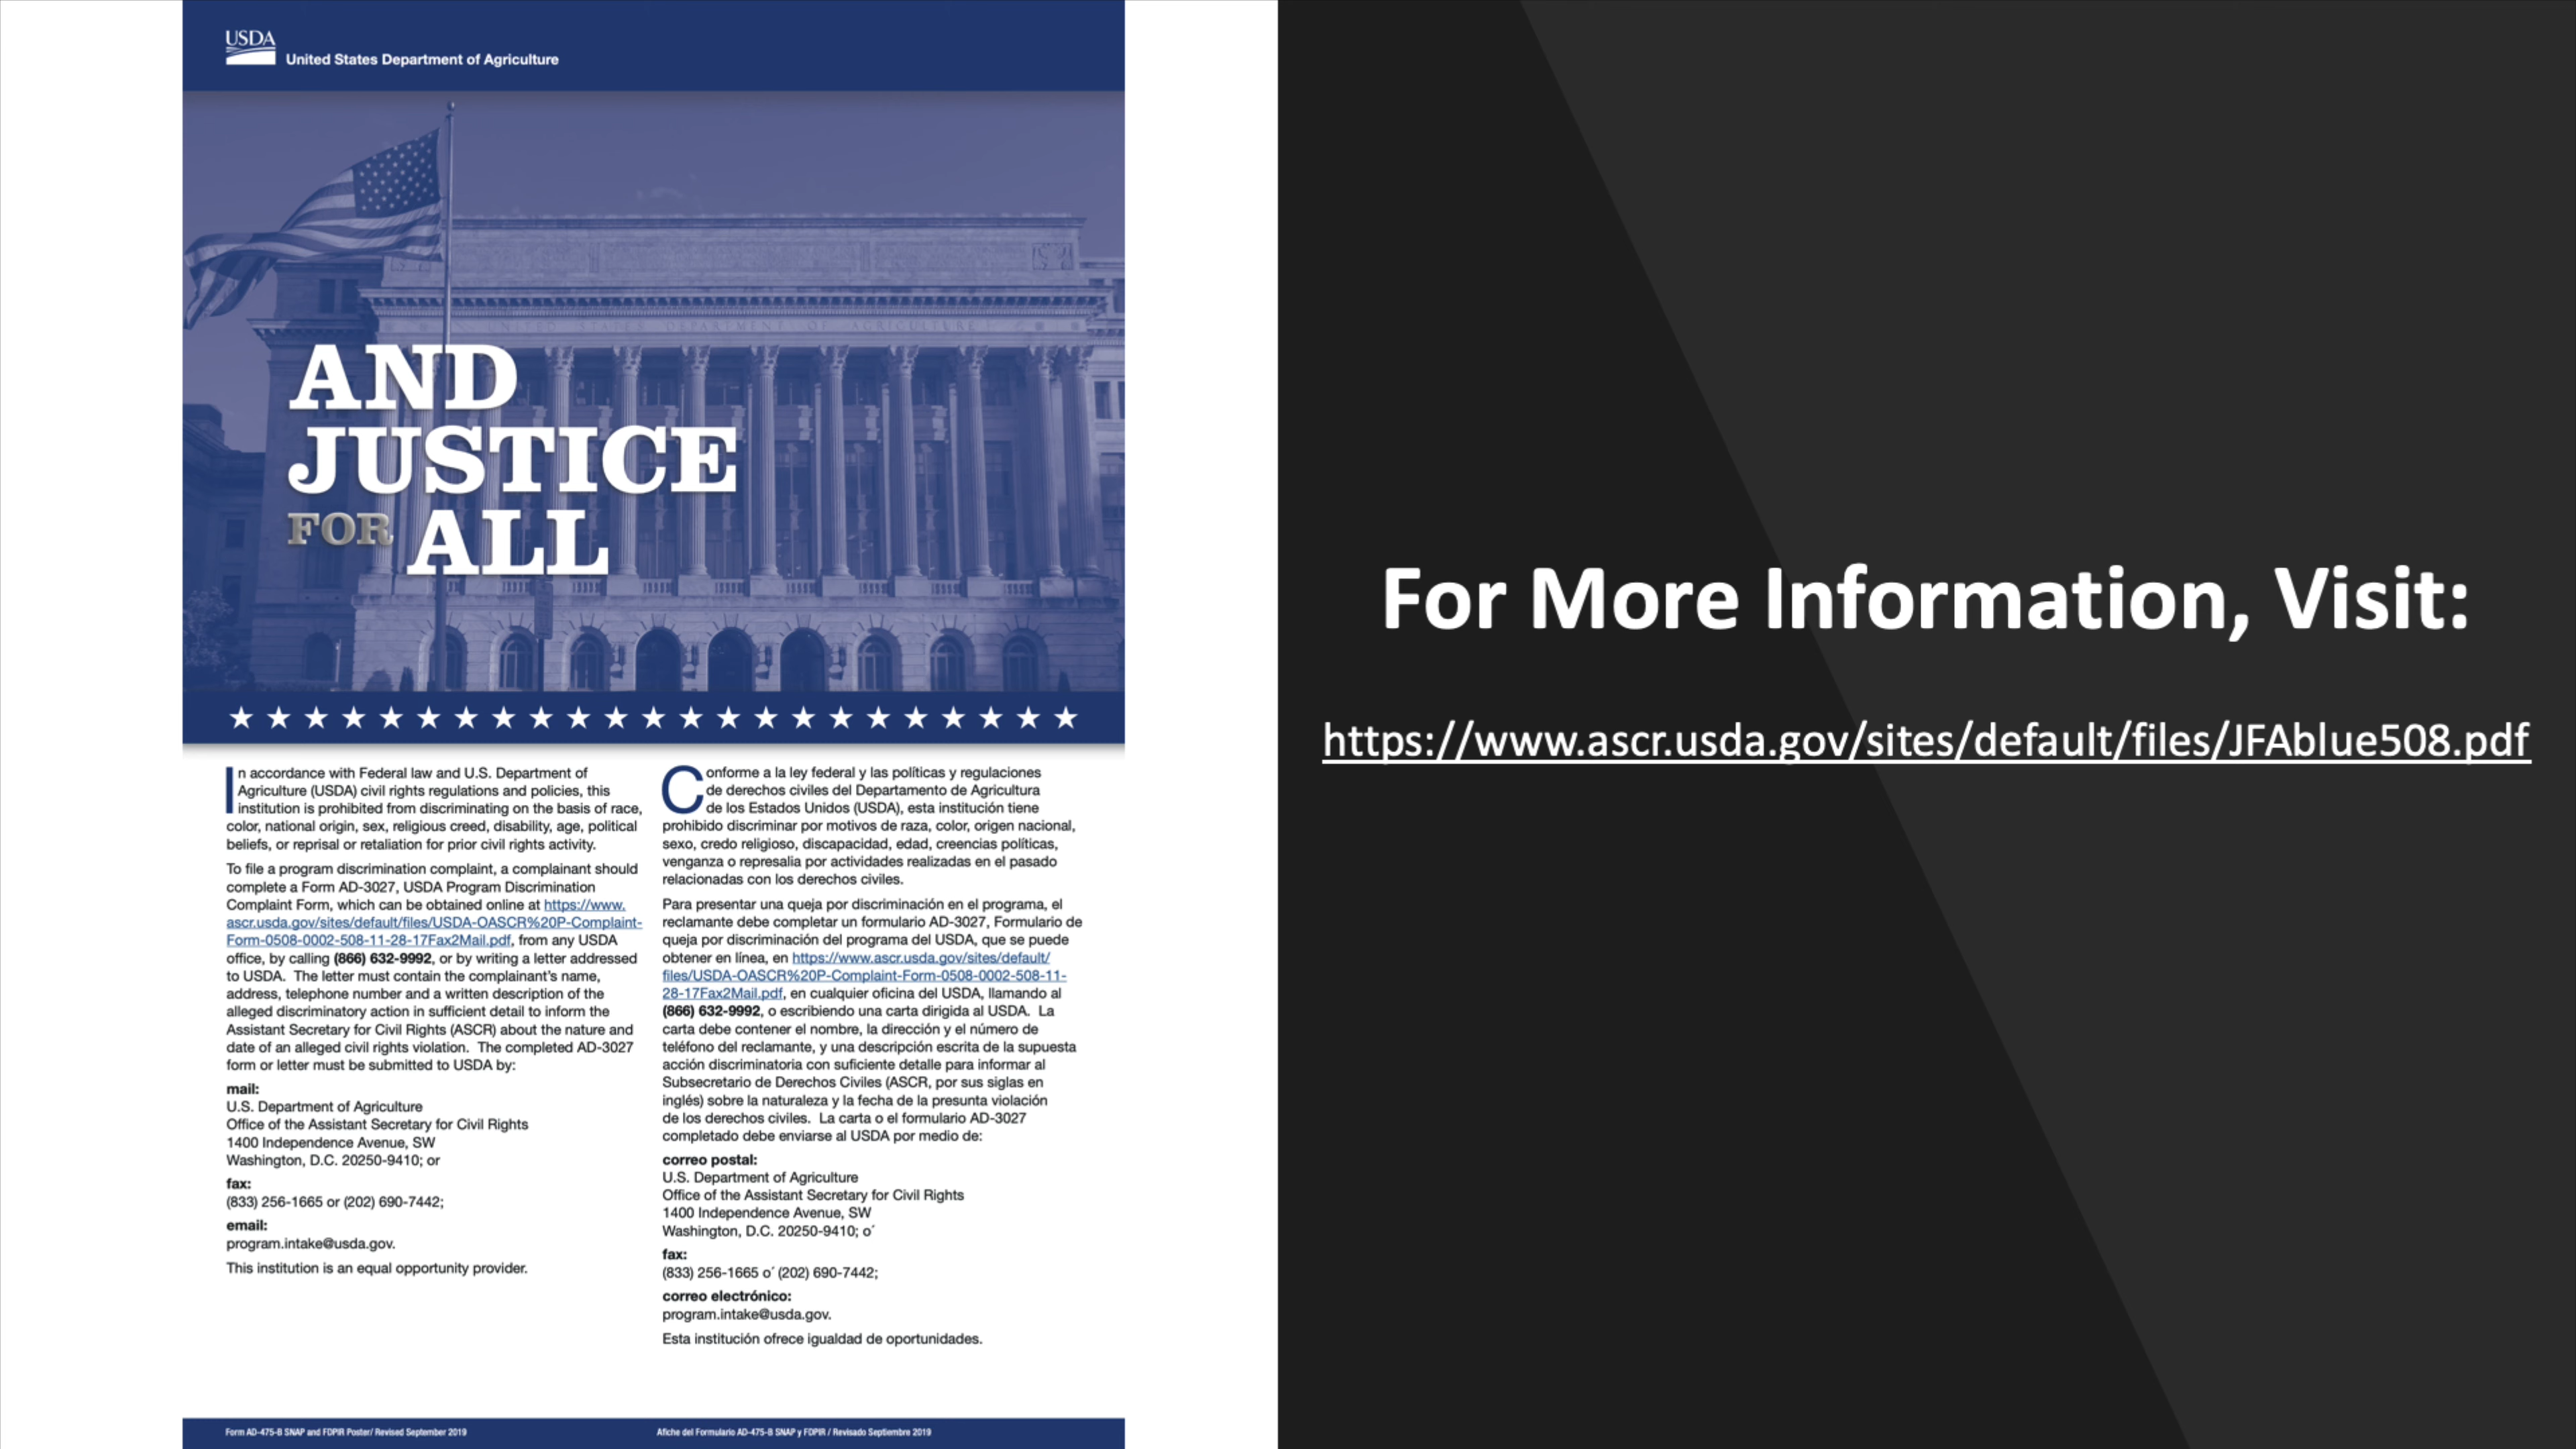 USDA
United States Department of Agriculture
UNITED STATES DEPARTMENT OF AGRICULTURE
AND
JUSTICE
FOR ALL
In accordance with Federal law and U.S. Department of
Agriculture (USDA) civil rights regulations and policies, this
institution is prohibited from discriminating on the basis of race,
color, national origin, sex, religious creed, disability, age, political
beliefs, or reprisal or retaliation for prior civil rights activity.
To file a program discrimination complaint, a complainant should
complete a Form AD-3027, USDA Program Discrimination
Complaint Form, which can be obtained online at https://www.
ascr.usda.gov/sites/default/files/USDA-OASCR%20P-Complaint-
Form-0508-0002-508-11-28-17Fax2Mail.pdf, from any USDA
office, by calling (866) 632-9992, or by writing a letter addressed
to USDA. The letter must contain the complainant's name,
address, telephone number and a written description of the
alleged discriminatory action in sufficient detail to inform the
Assistant Secretary for Civil Rights (ASCR) about the nature and
date of an alleged civil rights violation. The completed AD-3027
form or letter must be submitted to USDA by:
mail:
U.S. Department of Agriculture
Office of the Assistant Secretary for Civil Rights
1400 Independence Avenue, SW
Washington, D.C. 20250-9410; or
fax:
(833) 256-1665 or (202) 690-7442;
email:
program.intake@usda.gov.
This institution is an equal opportunity provider.
Conforme a la ley federal y las políticas y regulaciones
de derechos civiles del Departamento de Agricultura
de los Estados Unidos (USDA), esta institución tiene
prohibido discriminar por motivos de raza, color, origen nacional,
sexo, credo religioso, discapacidad, edad, creencias políticas,
venganza o represalia por actividades realizadas en el pasado
relacionadas con los derechos civiles.
Para presentar una queja por discriminación en el programa, el
reclamante debe completar un formulario AD-3027, Formulario de
queja por discriminación del programa del USDA, que se puede
obtener en línea, en https://www.ascr.usda.gov/sites/default/
files/USDA-OASCR%20P-Complaint-Form-0508-0002-508-11-
28-17Fax2Mail.pdf, en cualquier oficina del USDA, llamando al
(866) 632-9992, o escribiendo una carta dirigida al USDA. La
carta debe contener el nombre, la dirección y el número de
teléfono del reclamante, y una descripción escrita de la supuesta
acción discriminatoria con suficiente detalle para informar al
Subsecretario de Derechos Civiles (ASCR, por sus siglas en
inglés) sobre la naturaleza y la fecha de la presunta violación
de los derechos civiles. La carta o el formulario AD-3027
completado debe enviarse al USDA por medio de:
correo postal:
U.S. Department of Agriculture
Office of the Assistant Secretary for Civil Rights
1400 Independence Avenue, SW
Washington, D.C. 20250-9410; o´
fax:
(833) 256-1665 o´ (202) 690-7442;
correo electrónico:
program.intake@usda.gov.
Esta institución ofrece igualdad de oportunidades.
Form AD-475-B SNAP and FDPIR Poster/ Revised September 2019
Afiche del Formulario AD-475-B SNAP y FDPIR / Revisado Septiembre 2019
For More Information, Visit:
https://www.ascr.usda.gov/sites/default/files/JFAblue508.pdf